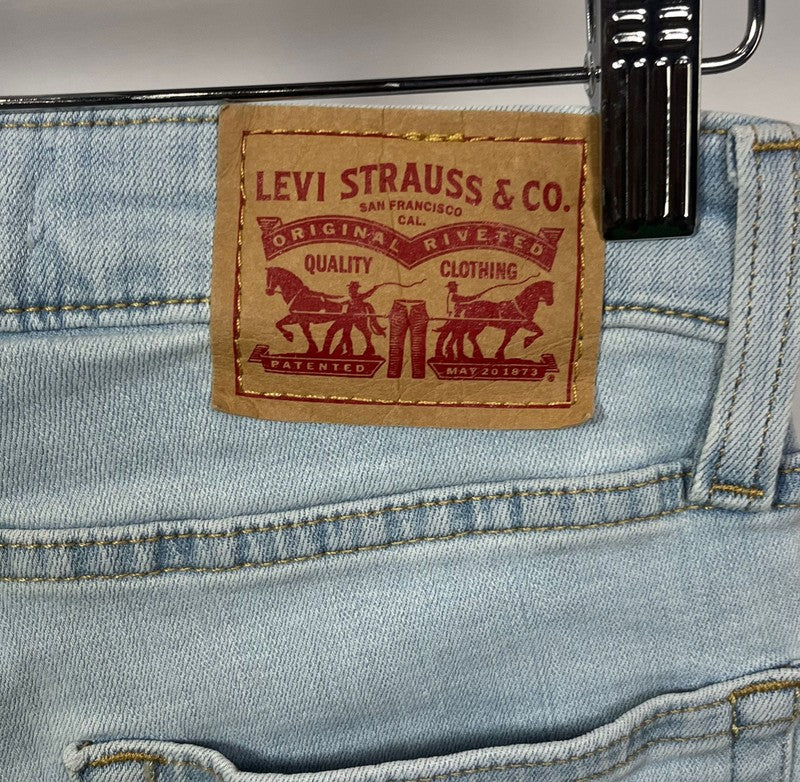 LEVI STRAUSS & CO.
SAN FRANCISCO
CAL.
ORIGINAL RIVETED
QUALITY CLOTHING
PATENTED MAY 20 1873
®